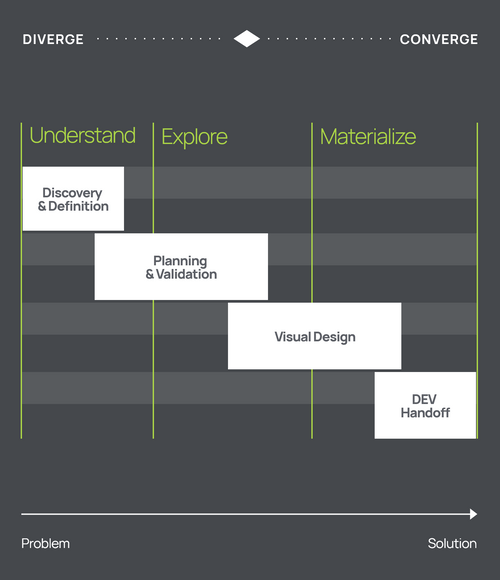 DIVERGE
CONVERGE
Understand
Explore
Materialize
Discovery
& Definition
Planning
& Validation
Visual Design
DEV
Handoff
Problem
Solution